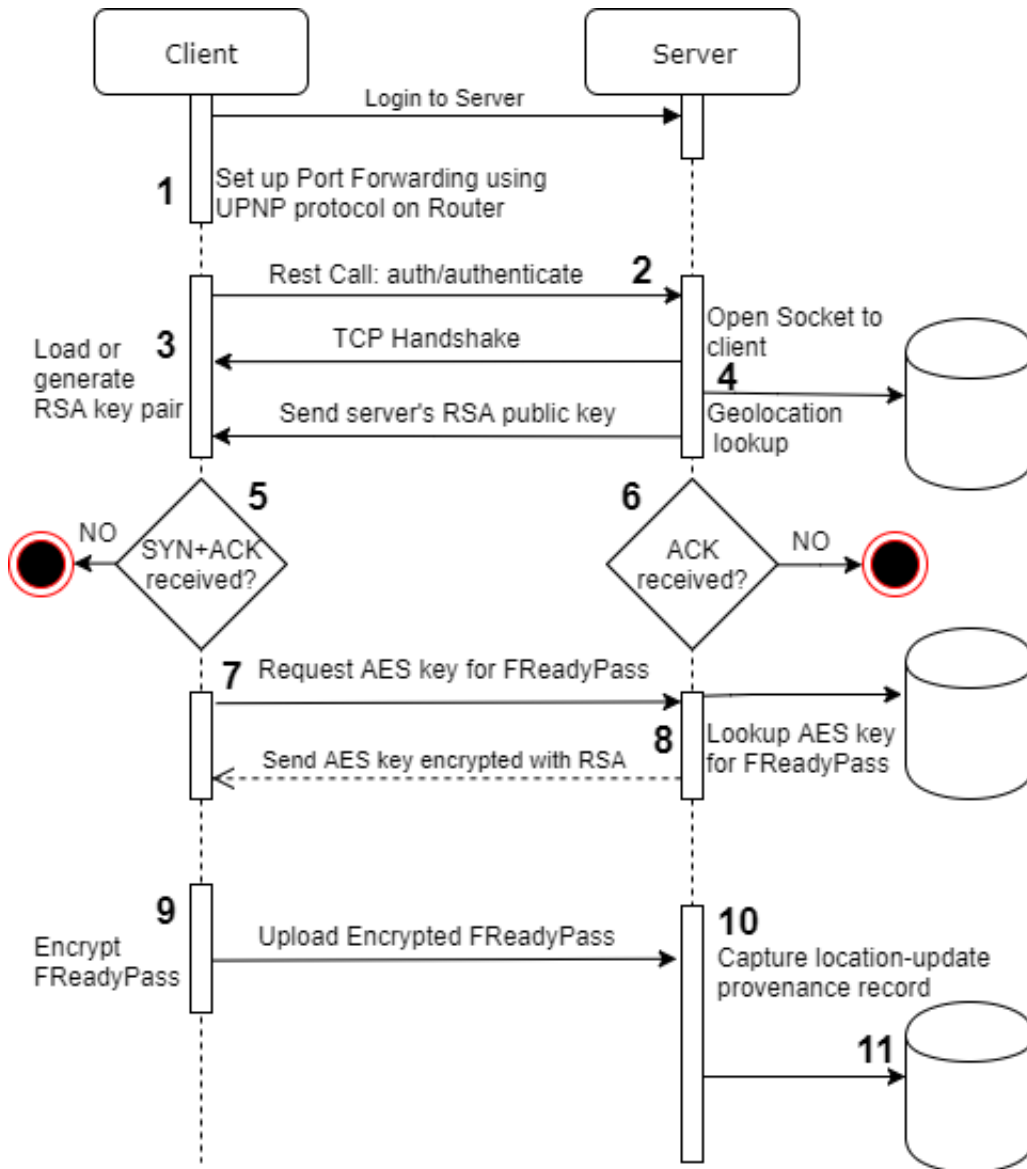 Client
Server
Login to Server
1
Set up Port Forwarding using
UPNP protocol on Router
Rest Call: auth/authenticate
2
Open Socket to
client
3
Load or
generate
RSA key pair
TCP Handshake
4
Geolocation
lookup
Send server's RSA public key
5
SYN+ACK
received?
NO
6
ACK
received?
NO
7
Request AES key for FReadyPass
8
Lookup AES key
for FReadyPass
Send AES key encrypted with RSA
9
Encrypt
FReadyPass
Upload Encrypted FReadyPass
10
Capture location-update
provenance record
11